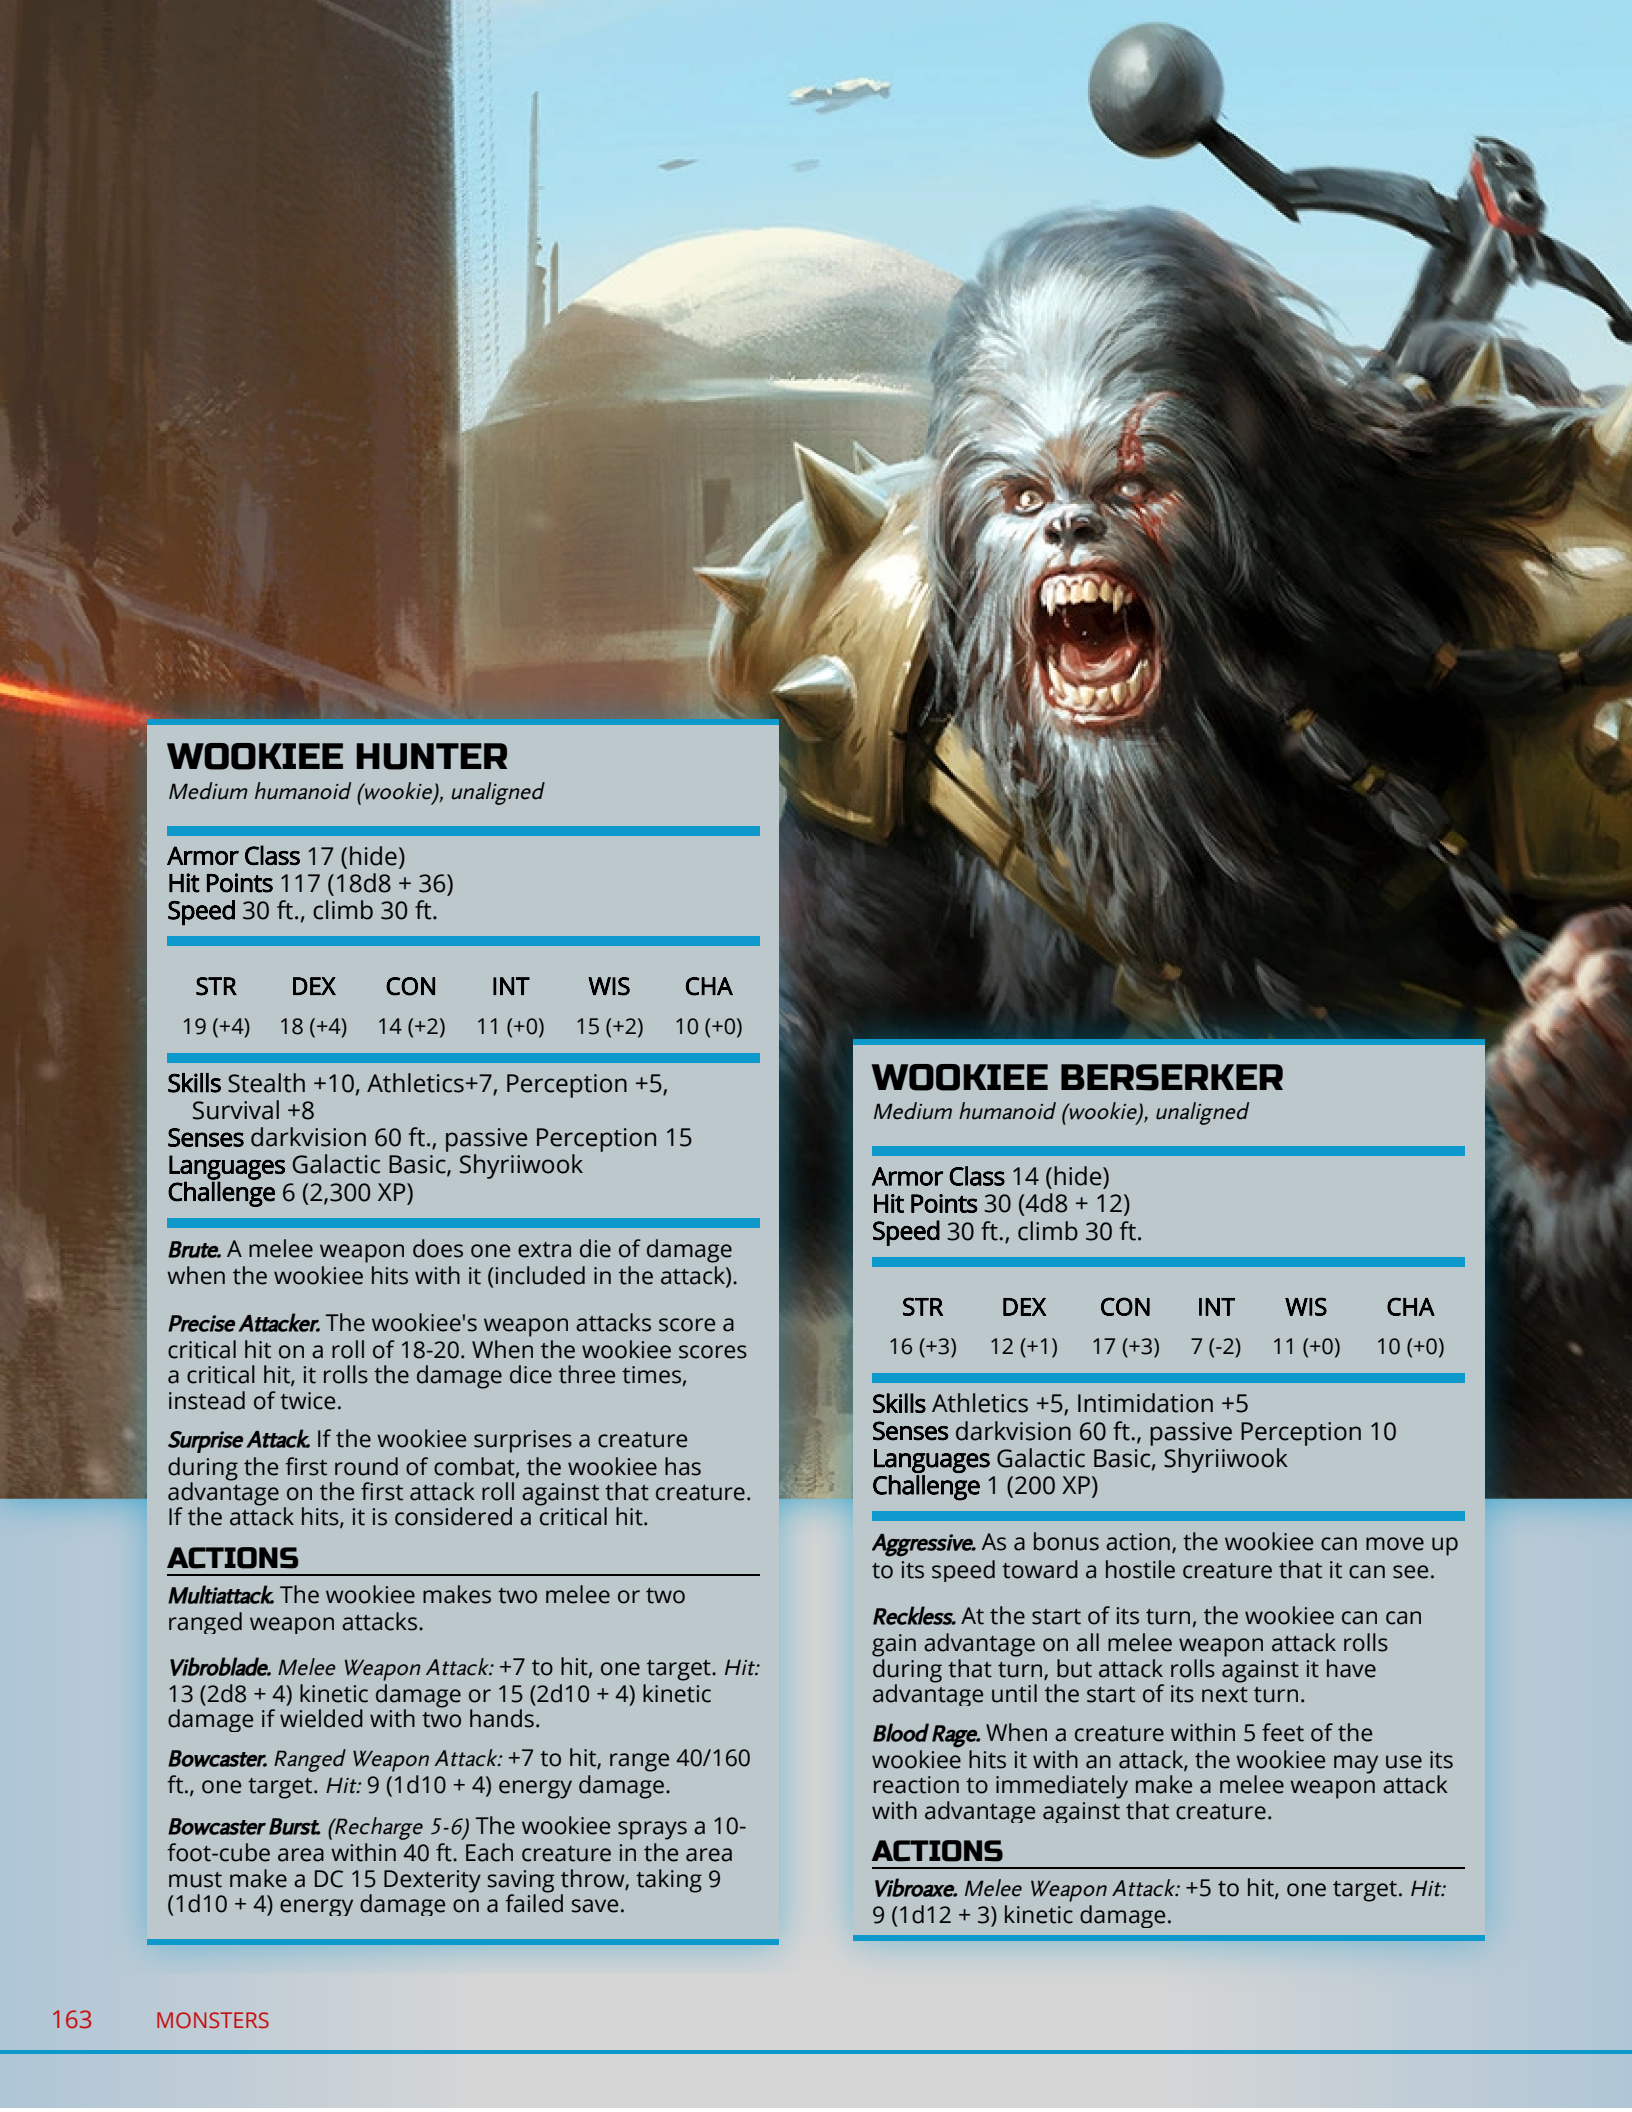 WOOKIEE HUNTER
Medium humanoid (wookie), unaligned
Armor Class 17 (hide)
Hit Points 117 (18d8 + 36)
Speed 30 ft., climb 30 ft.
STR DEX CON INT WIS CHA
19 (+4) 18 (+4) 14 (+2) 11 (+0) 15 (+2) 10 (+0)
Skills Stealth +10, Athletics+7, Perception +5,
Survival +8
Senses darkvision 60 ft., passive Perception 15
Languages Galactic Basic, Shyriiwook
Challenge 6 (2,300 XP)
Brute. A melee weapon does one extra die of damage
when the wookiee hits with it (included in the attack).
Precise Attacker. The wookiee's weapon attacks score a
critical hit on a roll of 18-20. When the wookiee scores
a critical hit, it rolls the damage dice three times,
instead of twice.
Surprise Attack. If the wookiee surprises a creature
during the first round of combat, the wookiee has
advantage on the first attack roll against that creature.
If the attack hits, it is considered a critical hit.
ACTIONS
Multiattack. The wookiee makes two melee or two
ranged weapon attacks.
Vibroblade. Melee Weapon Attack: +7 to hit, one target. Hit:
13 (2d8 + 4) kinetic damage or 15 (2d10 + 4) kinetic
damage if wielded with two hands.
Bowcaster. Ranged Weapon Attack: +7 to hit, range 40/160
ft., one target. Hit: 9 (1d10 + 4) energy damage.
Bowcaster Burst. (Recharge 5-6) The wookiee sprays a 10-
foot-cube area within 40 ft. Each creature in the area
must make a DC 15 Dexterity saving throw, taking 9
(1d10 + 4) energy damage on a failed save.
WOOKIEE BERSERKER
Medium humanoid (wookie), unaligned
Armor Class 14 (hide)
Hit Points 30 (4d8 + 12)
Speed 30 ft., climb 30 ft.
STR DEX CON INT WIS CHA
16 (+3) 12 (+1) 17 (+3) 7 (-2) 11 (+0) 10 (+0)
Skills Athletics +5, Intimidation +5
Senses darkvision 60 ft., passive Perception 10
Languages Galactic Basic, Shyriiwook
Challenge 1 (200 XP)
Aggressive. As a bonus action, the wookiee can move up
to its speed toward a hostile creature that it can see.
Reckless. At the start of its turn, the wookiee can can
gain advantage on all melee weapon attack rolls
during that turn, but attack rolls against it have
advantage until the start of its next turn.
Blood Rage. When a creature within 5 feet of the
wookiee hits it with an attack, the wookiee may use its
reaction to immediately make a melee weapon attack
with advantage against that creature.
ACTIONS
Vibroaxe. Melee Weapon Attack: +5 to hit, one target. Hit:
9 (1d12 + 3) kinetic damage.
163 MONSTERS